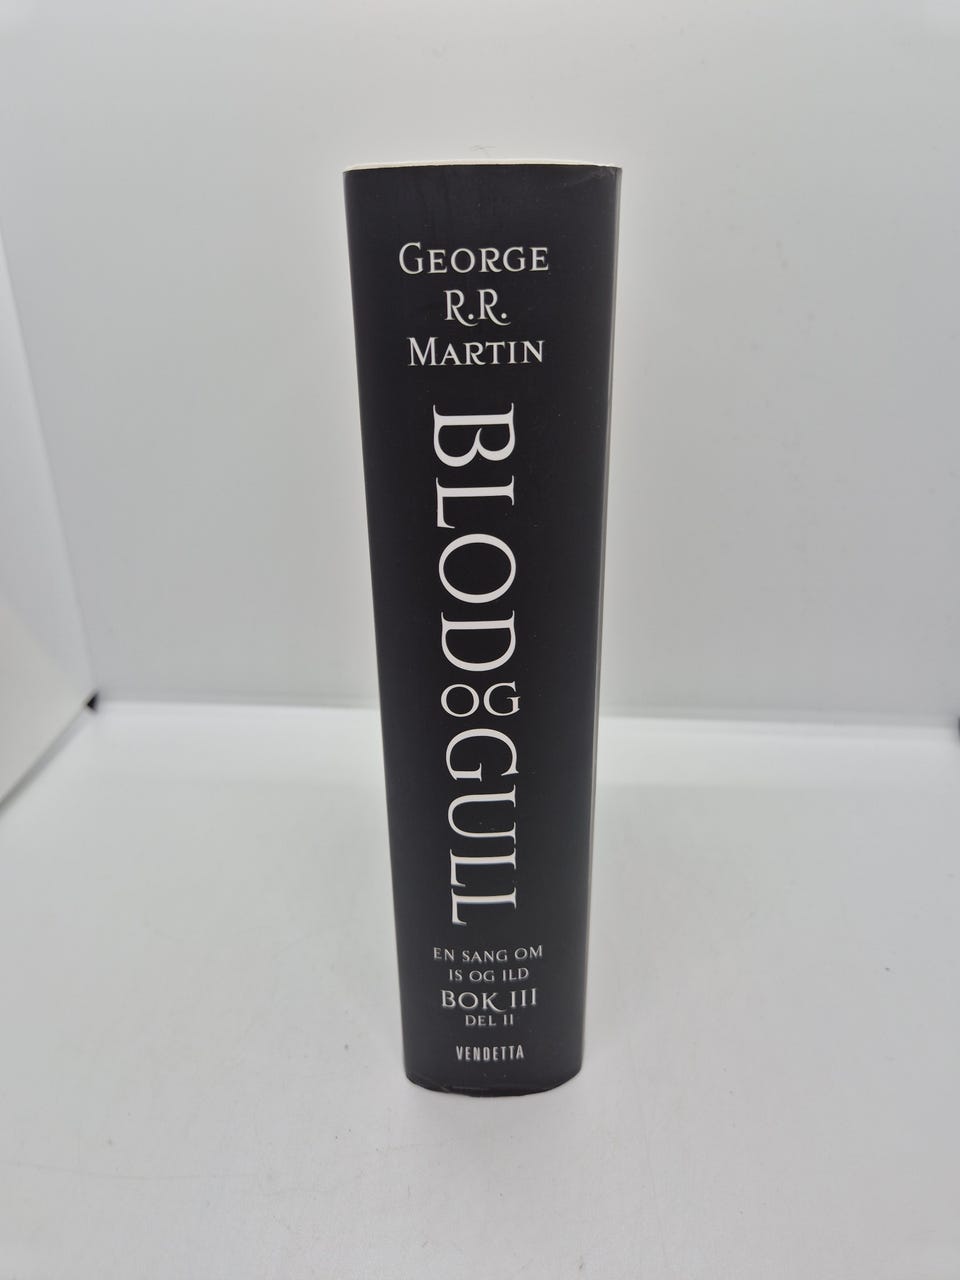 GEORGE
R.R.
MARTIN
BLOD OG GULL
EN SANG OM
IS OG ILD
BOK III
DEL II
VENDETTA